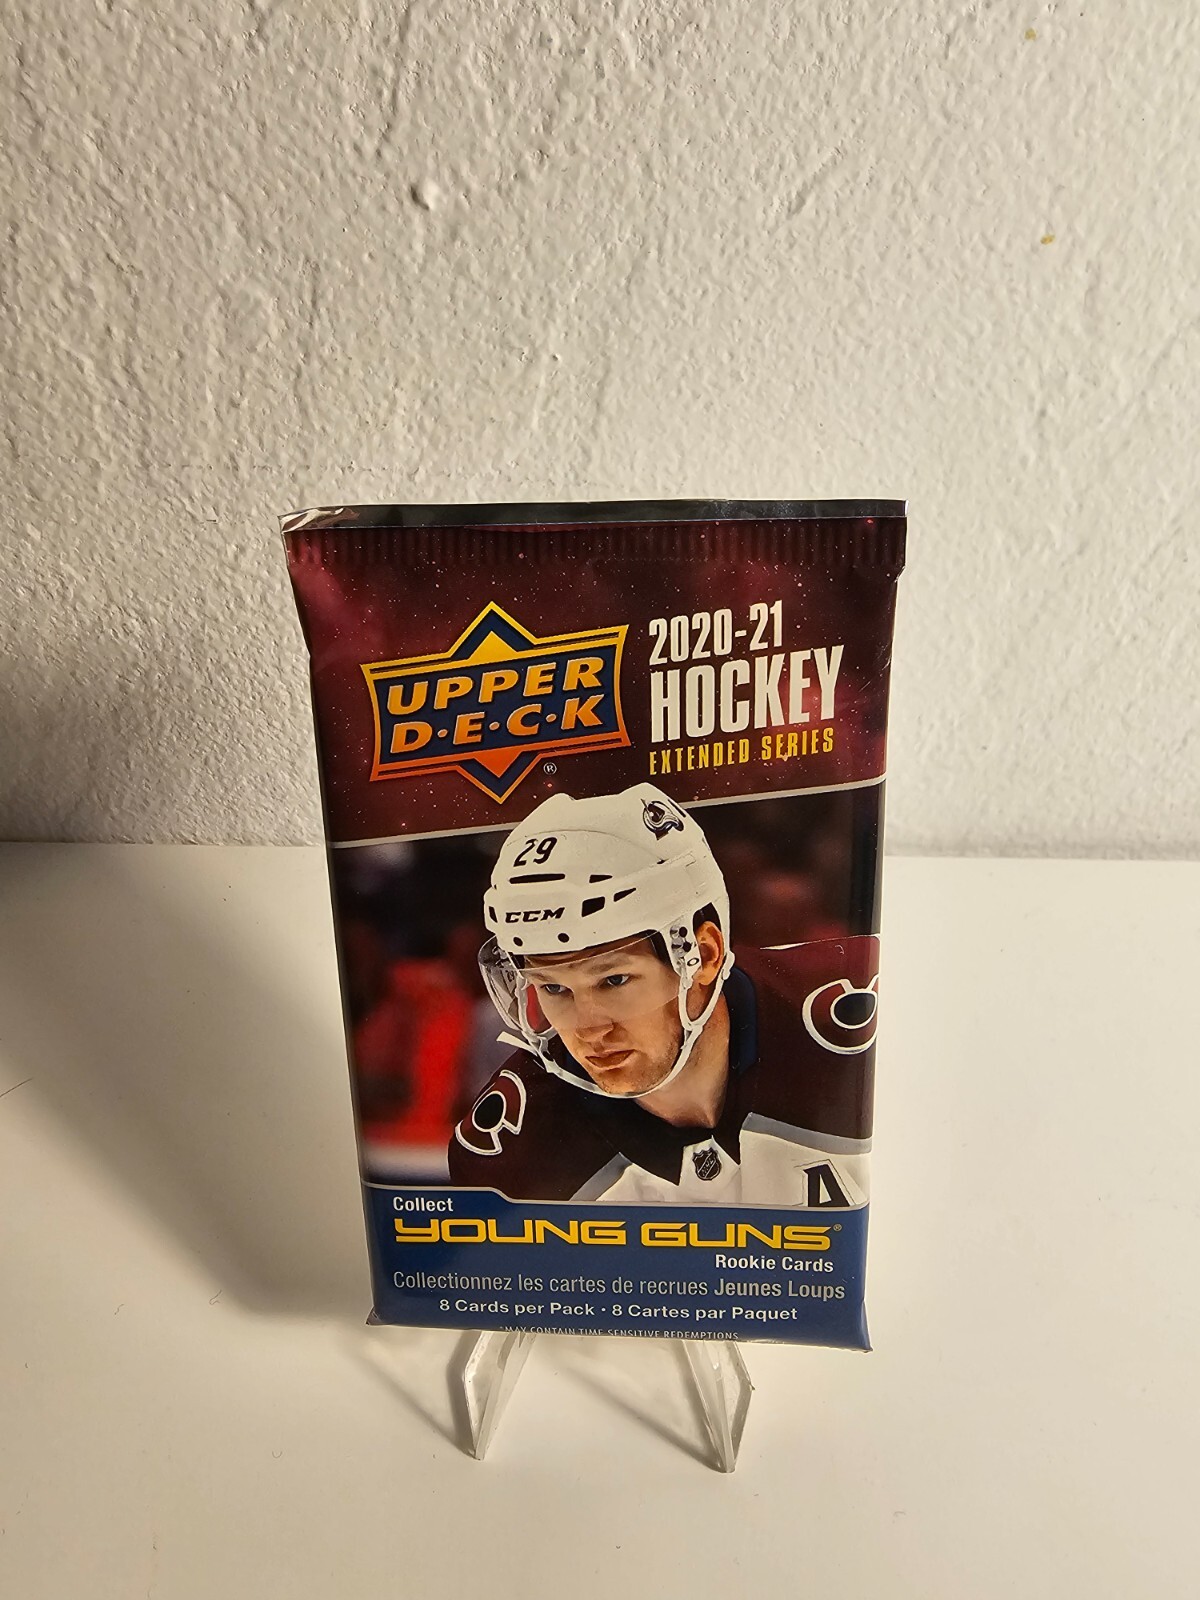 UPPER
D·E·C·K
®
2020-21
HOCKEY
EXTENDED SERIES
29
CCM
A
Collect
YOUNG GUNS®
Rookie Cards
Collectionnez les cartes de recrues Jeunes Loups
8 Cards per Pack · 8 Cartes par Paquet
*MAY CONTAIN TIME SENSITIVE REDEMPTIONS